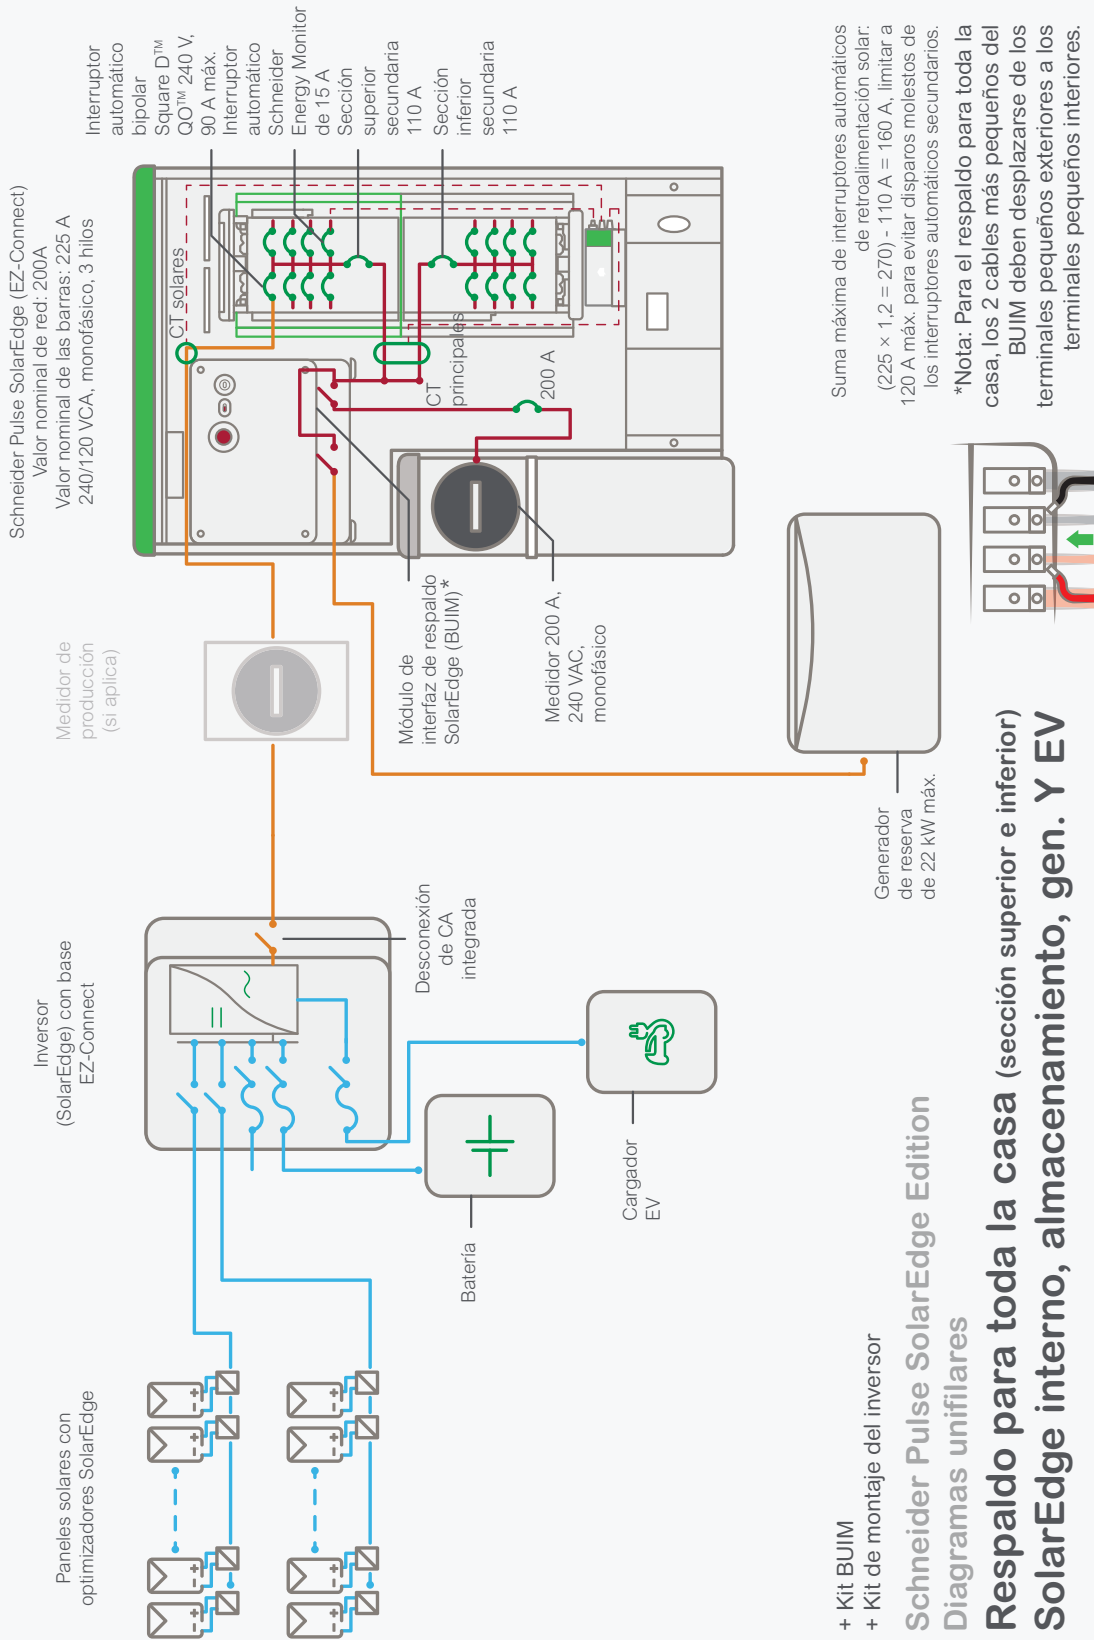 + Kit BUIM
+ Kit de montaje del inversor
Schneider Pulse SolarEdge Edition
Diagramas unifilares
Respaldo para toda la casa (sección superior e inferior)
SolarEdge interno, almacenamiento, gen. Y EV
Paneles solares con
optimizadores SolarEdge
Inversor
(SolarEdge) con base
EZ-Connect
Desconexión
de CA
integrada
Batería
Cargador
EV
Medidor de
producción
(si aplica)
Schneider Pulse SolarEdge (EZ-Connect)
Valor nominal de red: 200A
Valor nominal de las barras: 225 A
240/120 VCA, monofásico, 3 hilos
CT solares
CT
principales
200 A
Módulo de
interfaz de respaldo
SolarEdge (BUIM)*
Medidor 200 A,
240 VAC,
monofásico
Generador
de reserva
de 22 kW máx.
Interruptor
automático
bipolar
Square D™
QO™ 240 V,
90 A máx.
Interruptor
automático
Schneider
Energy Monitor
de 15 A
Sección
superior
secundaria
110 A
Sección
inferior
secundaria
110 A
Suma máxima de interruptores automáticos
de retroalimentación solar:
(225 × 1.2 = 270) - 110 A = 160 A, limitar a
120 A máx. para evitar disparos molestos de
los interruptores automáticos secundarios.
*Nota: Para el respaldo para toda la
casa, los 2 cables más pequeños del
BUIM deben desplazarse de los
terminales pequeños exteriores a los
terminales pequeños interiores.